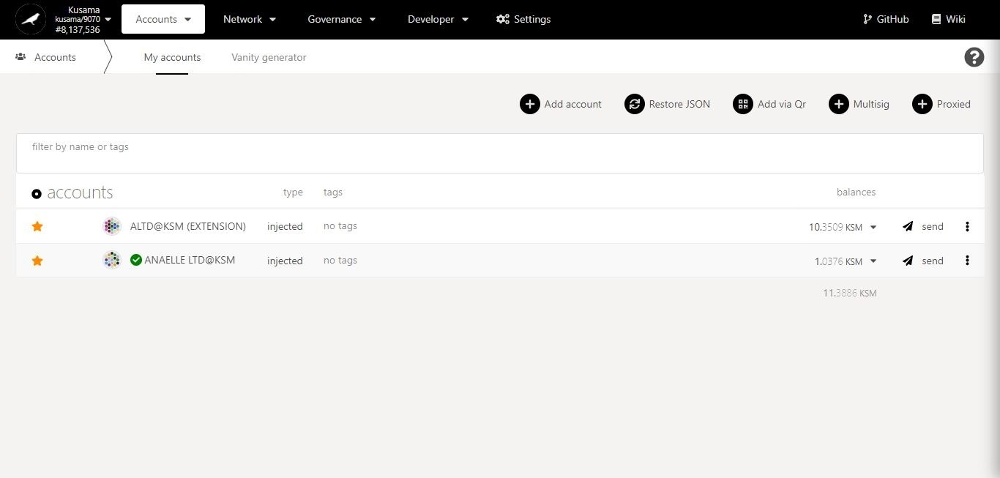 Kusama
kusama/9070
#8,137,536
Accounts Network Governance Developer Settings GitHub Wiki
Accounts My accounts Vanity generator
Add account Restore JSON Add via Qr Multisig Proxied
filter by name or tags
accounts type tags balances
ALTD@KSM (EXTENSION) injected no tags 10.3509 KSM send
ANAELLE LTD@KSM injected no tags 1.0376 KSM send
11.3886 KSM